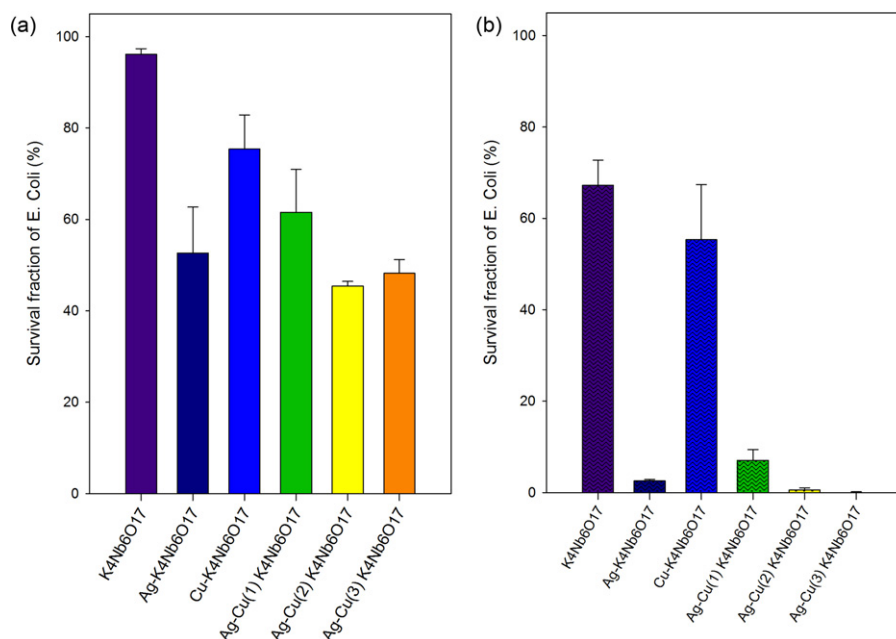 (a)
Survival fraction of E. Coli (%)
100
80
60
40
20
0
K4Nb6O17
Ag-K4Nb6O17
Cu-K4Nb6O17
Ag-Cu(1) K4Nb6O17
Ag-Cu(2) K4Nb6O17
Ag-Cu(3) K4Nb6O17
(b)
Survival fraction of E. Coli (%)
100
80
60
40
20
0
K4Nb6O17
Ag-K4Nb6O17
Cu-K4Nb6O17
Ag-Cu(1) K4Nb6O17
Ag-Cu(2) K4Nb6O17
Ag-Cu(3) K4Nb6O17